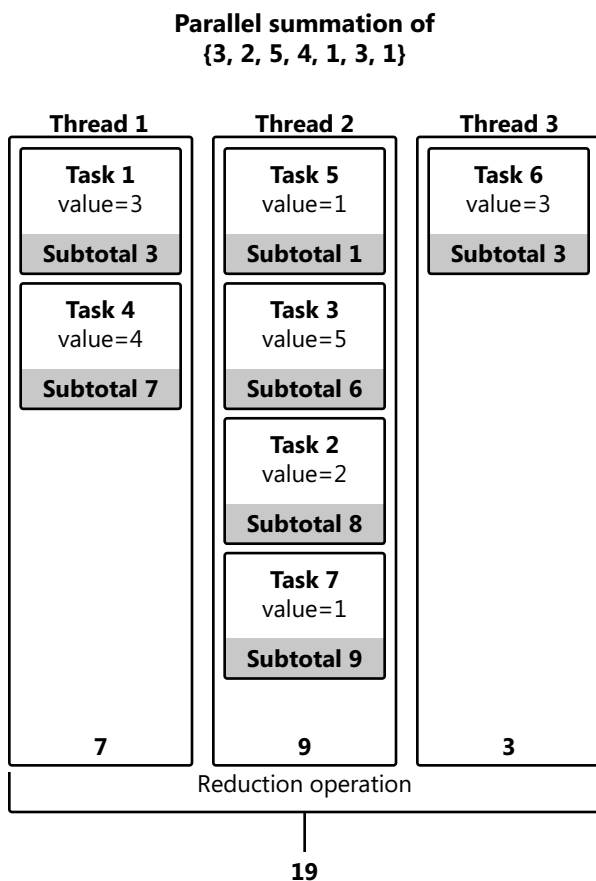 Parallel summation of
{3, 2, 5, 4, 1, 3, 1}
Thread 1
Task 1
value=3
Subtotal 3
Task 4
value=4
Subtotal 7
7
Thread 2
Task 5
value=1
Subtotal 1
Task 3
value=5
Subtotal 6
Task 2
value=2
Subtotal 8
Task 7
value=1
Subtotal 9
9
Thread 3
Task 6
value=3
Subtotal 3
3
Reduction operation
19